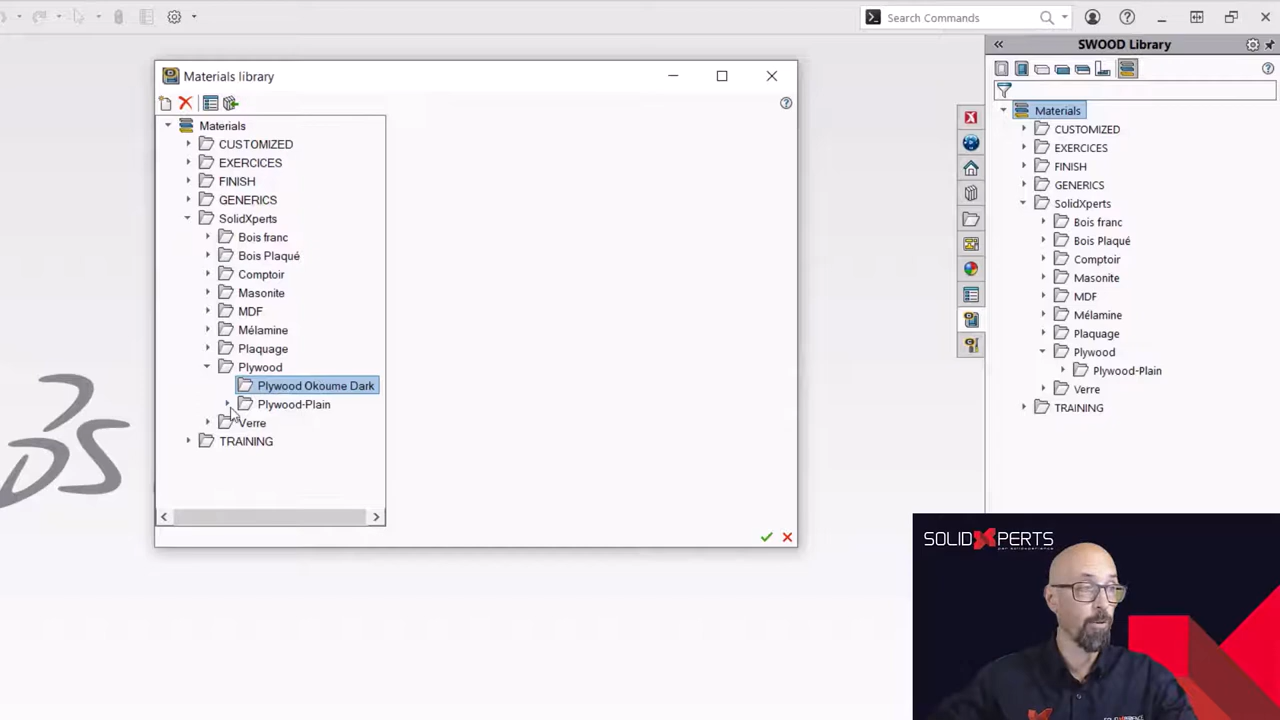 Search Commands
SWOOD Library
Materials library
Materials
CUSTOMIZED
EXERCICES
FINISH
GENERICS
SolidXperts
Bois franc
Bois Plaqué
Comptoir
Masonite
MDF
Mélamine
Plaquage
Plywood
Plywood Okoume Dark
Plywood-Plain
Verre
TRAINING
Materials
CUSTOMIZED
EXERCICES
FINISH
GENERICS
SolidXperts
Bois franc
Bois Plaqué
Comptoir
Masonite
MDF
Mélamine
Plaquage
Plywood
Plywood-Plain
Verre
TRAINING
SOLIDXPERTS